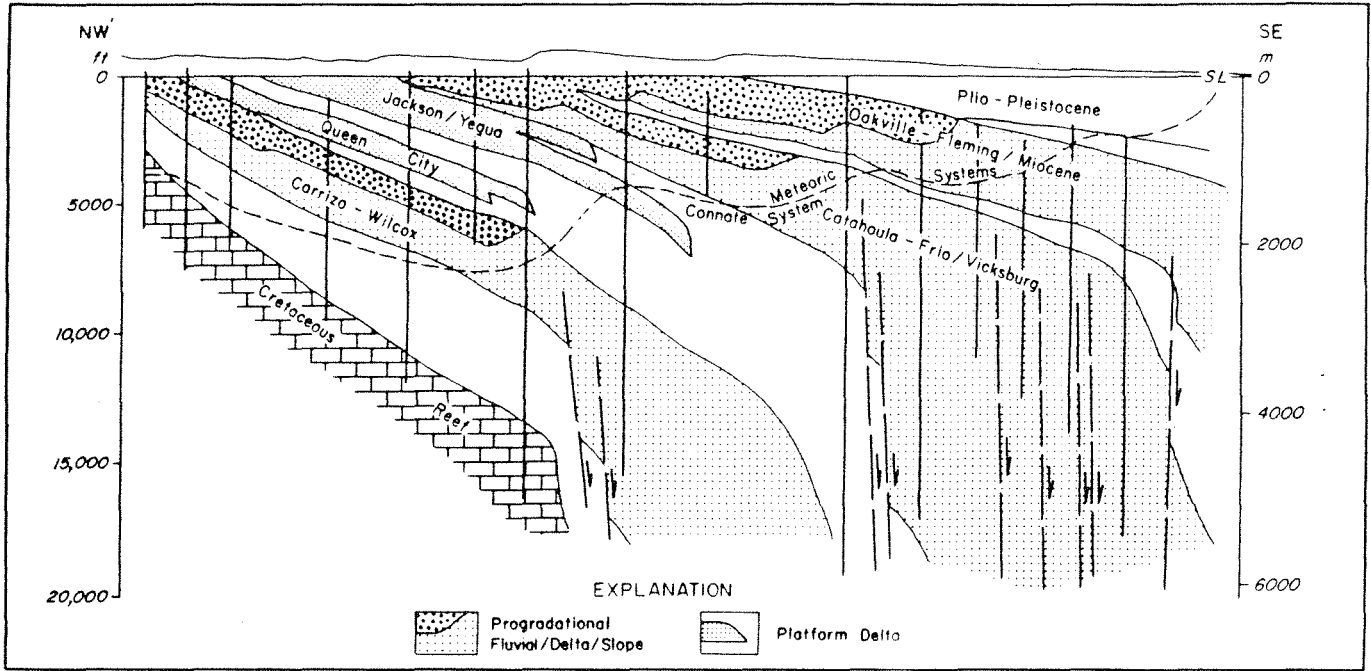 NW'
SE
ft
m
0
SL
0
Plio - Pleistocene
Jackson / Yegua
Oakville - Fleming / Miocene
Systems
Queen
City
Meteoric
5000
Connate
System
Carrizo - Wilcox
Catahoula - Frio / Vicksburg
2000
Cretaceous
10,000
Reef
4000
15,000
20,000
EXPLANATION
6000
Progradational
Fluvial / Delta / Slope
Platform Delta